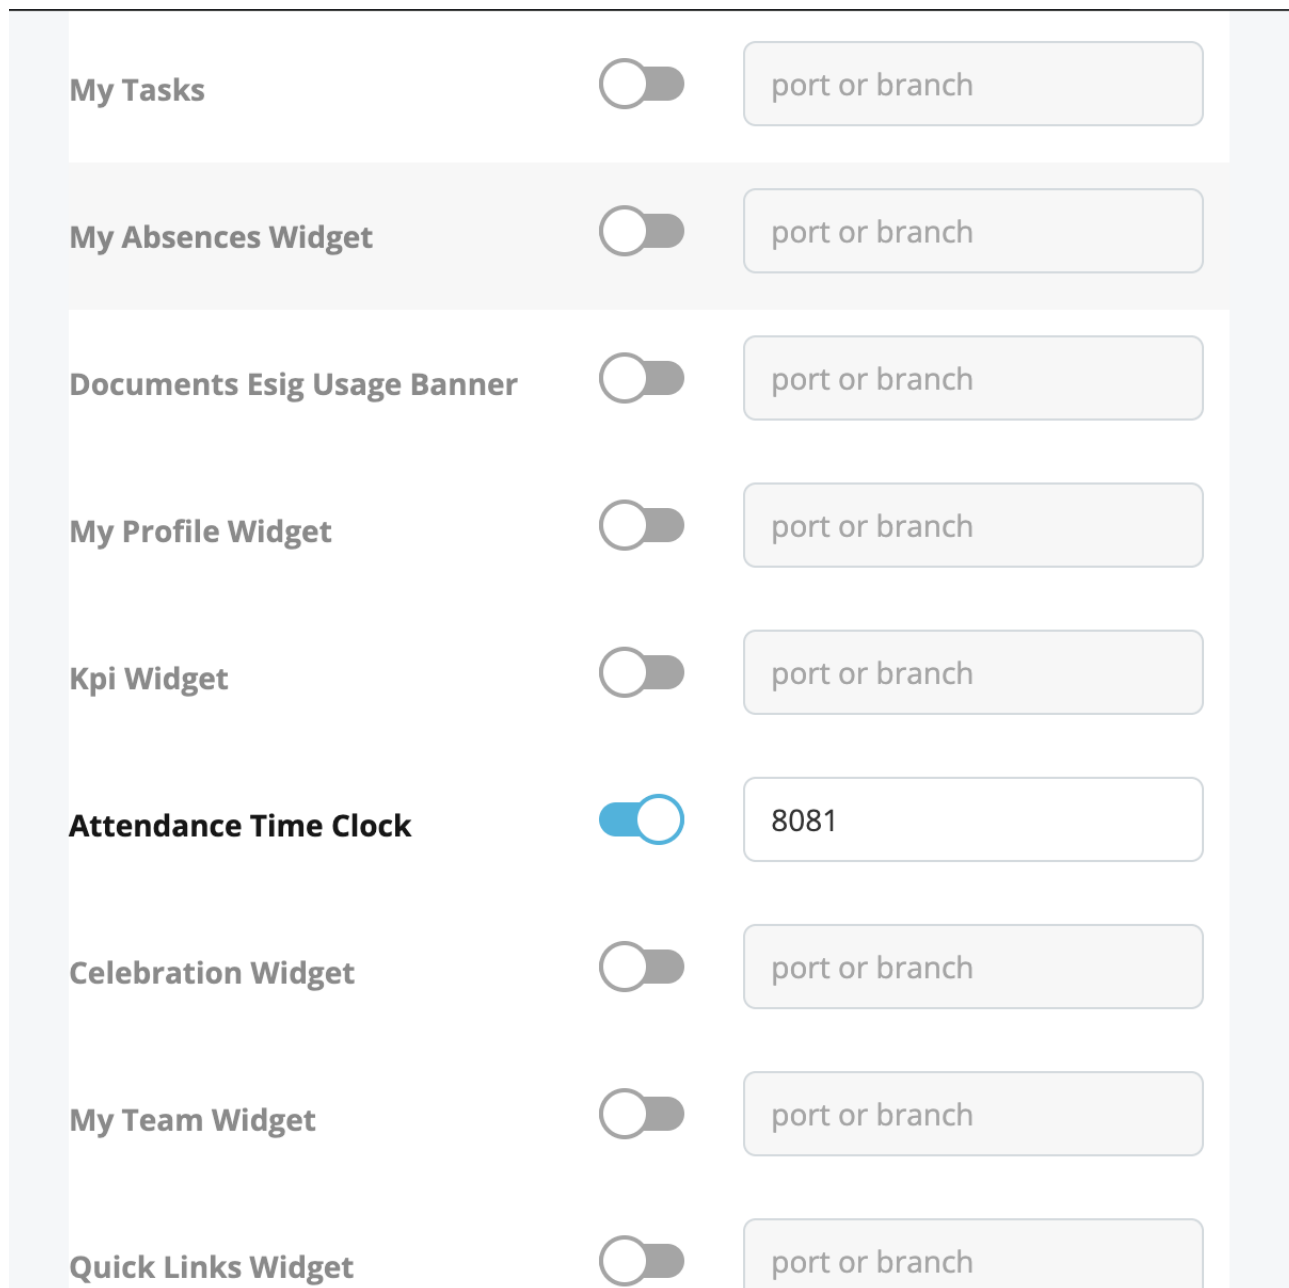 My Tasks
port or branch
My Absences Widget
port or branch
Documents Esig Usage Banner
port or branch
My Profile Widget
port or branch
Kpi Widget
port or branch
Attendance Time Clock
8081
Celebration Widget
port or branch
My Team Widget
port or branch
Quick Links Widget
port or branch